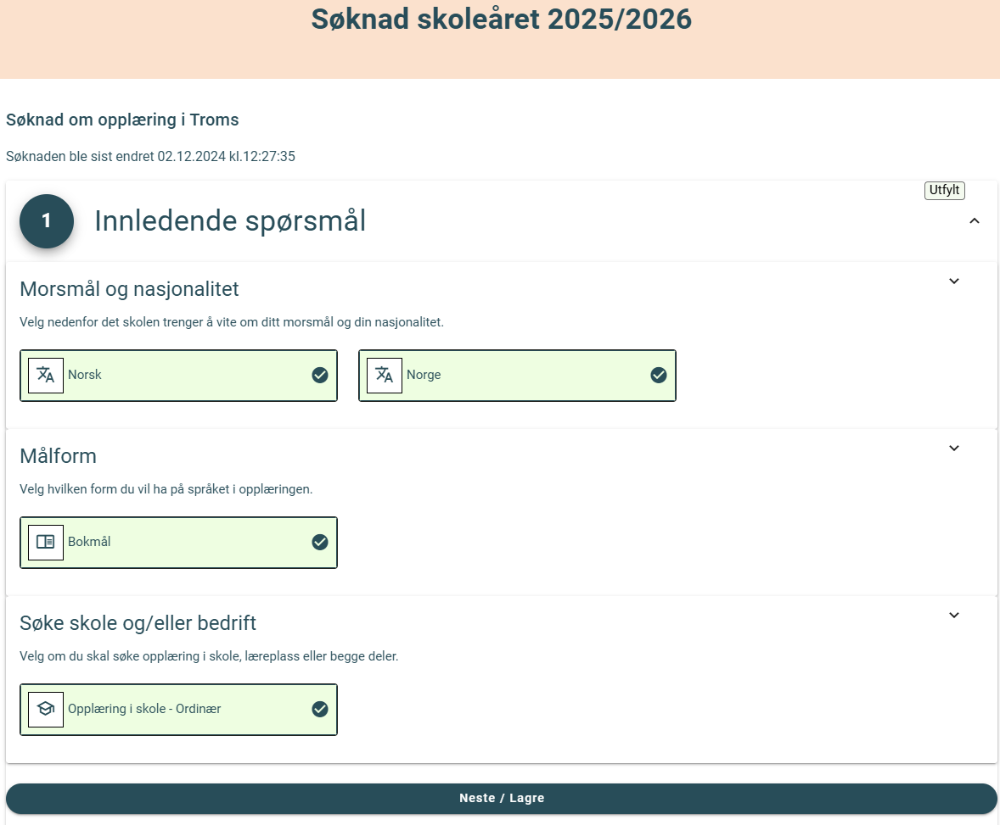 Søknad skoleåret 2025/2026
Søknad om opplæring i Troms
Søknaden ble sist endret 02.12.2024 kl.12:27:35
Utfylt
1 Innledende spørsmål
Morsmål og nasjonalitet
Velg nedenfor det skolen trenger å vite om ditt morsmål og din nasjonalitet.
Norsk Norge
Målform
Velg hvilken form du vil ha på språket i opplæringen.
Bokmål
Søke skole og/eller bedrift
Velg om du skal søke opplæring i skole, læreplass eller begge deler.
Opplæring i skole - Ordinær
Neste / Lagre